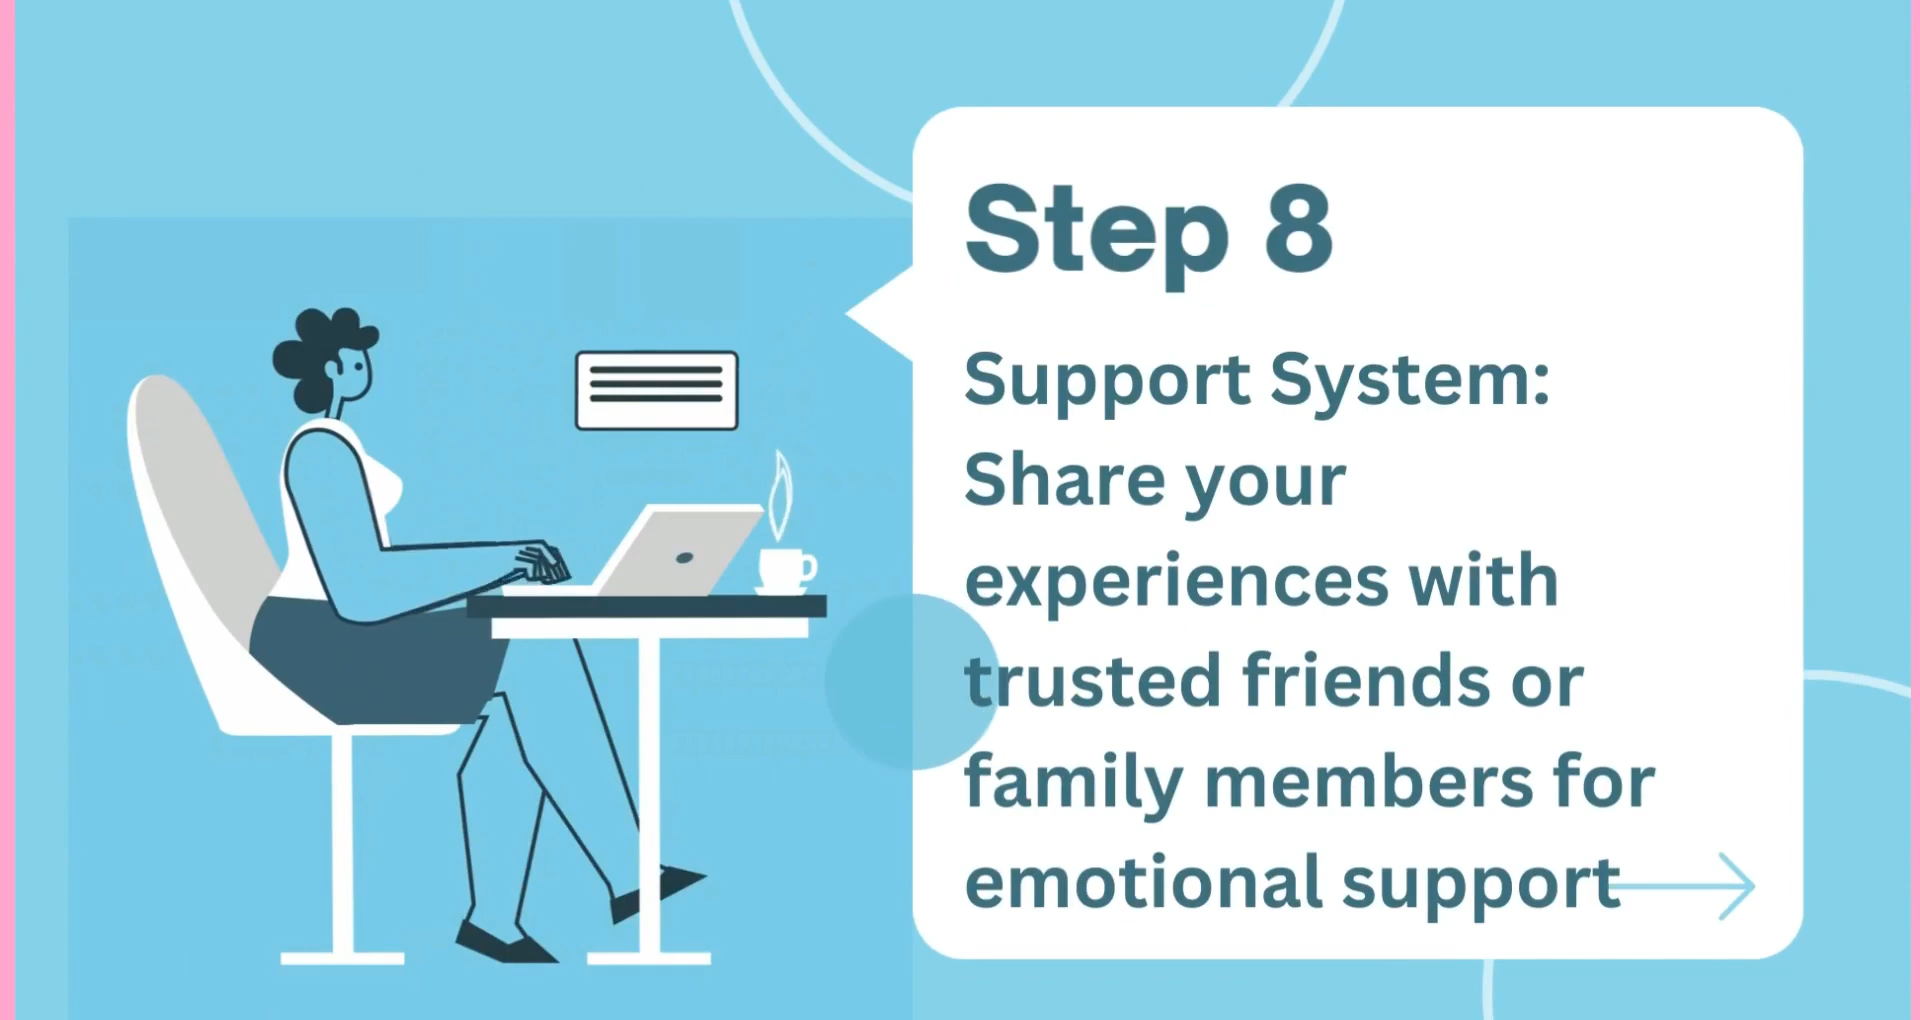 Step 8
Support System:
Share your
experiences with
trusted friends or
family members for
emotional support